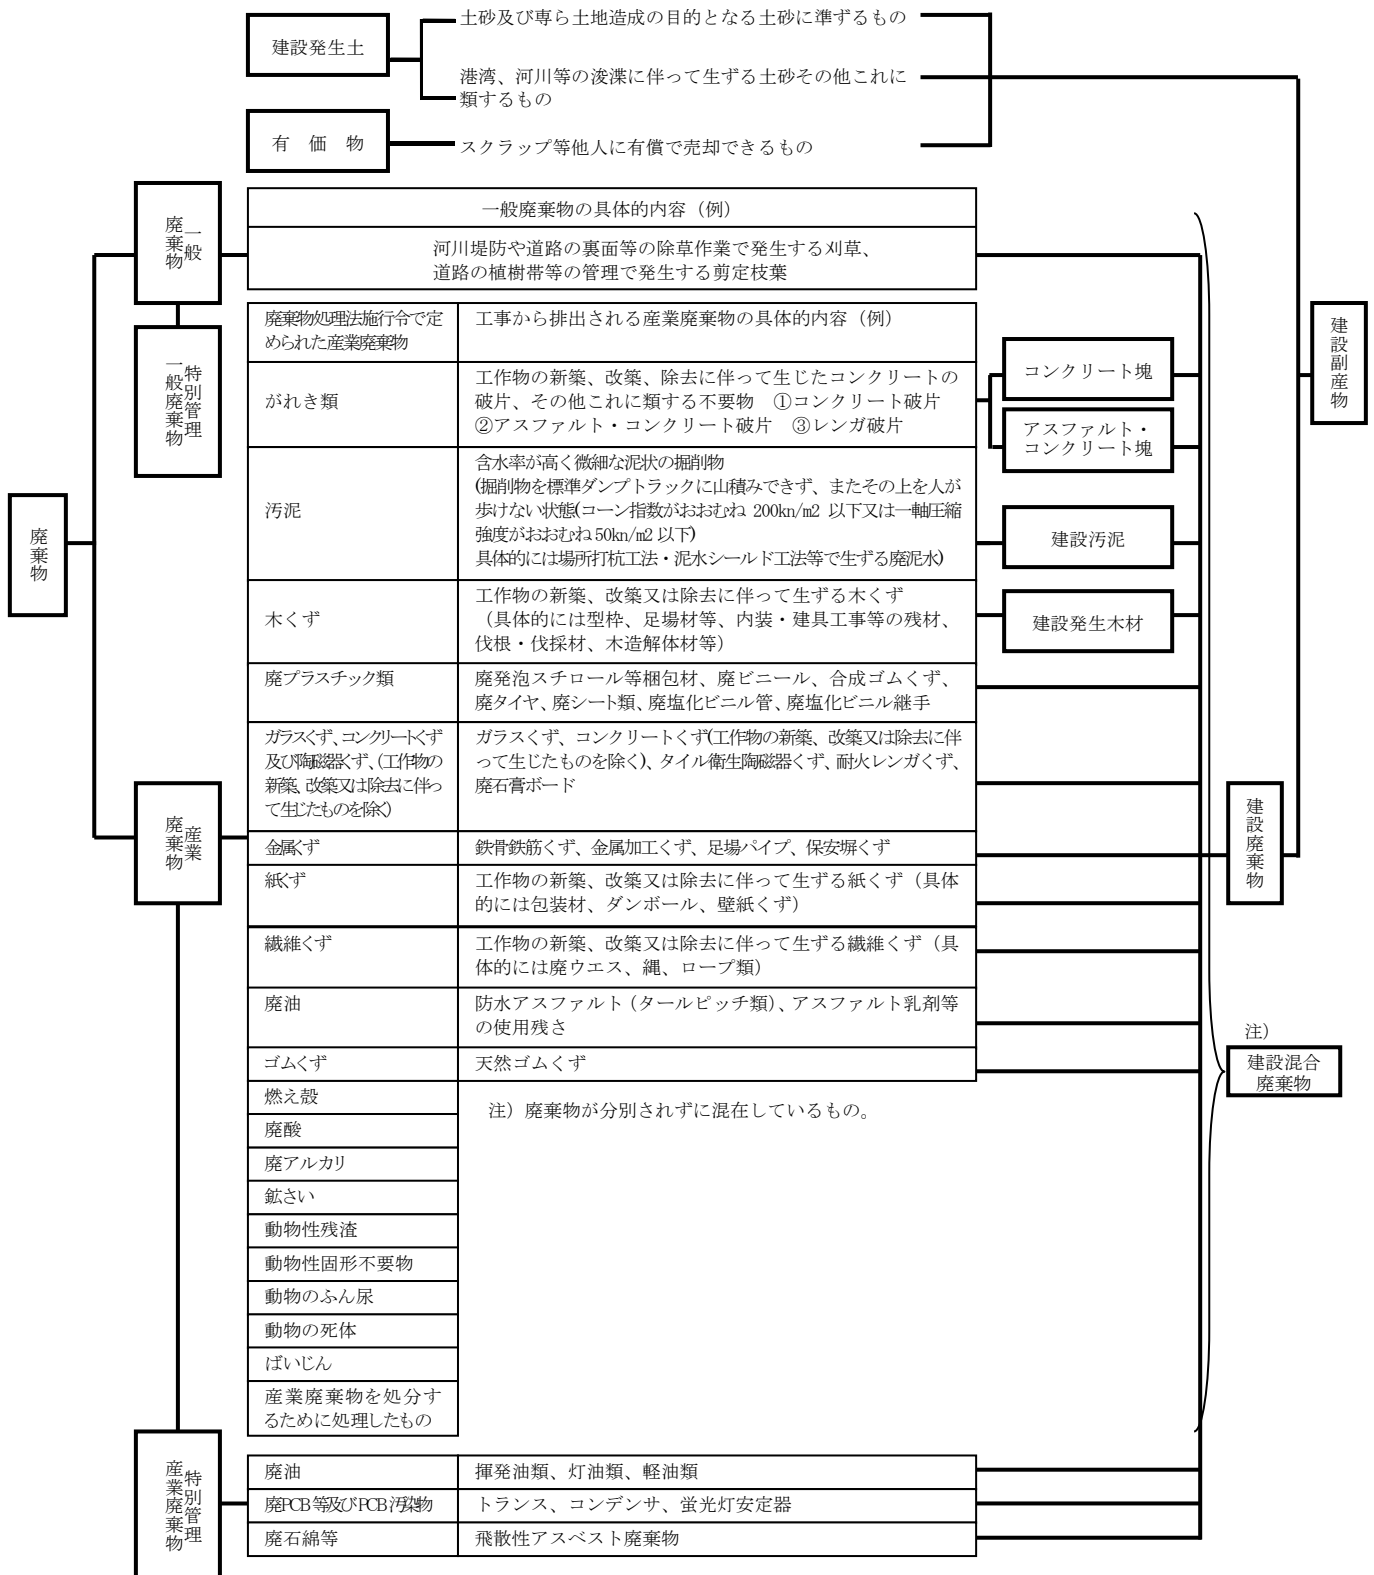 建設発生土
土砂及び専ら土地造成の目的となる土砂に準ずるもの
港湾、河川等の浚渫に伴って生ずる土砂その他これに
類するもの
有 価 物
スクラップ等他人に有償で売却できるもの
一般
廃棄物
一般廃棄物の具体的内容（例）
河川堤防や道路の裏面等の除草作業で発生する刈草、
道路の植樹帯等の管理で発生する剪定枝葉
特別管理
一般廃棄物
廃棄物処理法施行令で定
められた産業廃棄物
工事から排出される産業廃棄物の具体的内容（例）
がれき類
工作物の新築、改築、除去に伴って生じたコンクリートの
破片、その他これに類する不要物 ①コンクリート破片
②アスファルト・コンクリート破片 ③レンガ破片
コンクリート塊
アスファルト・
コンクリート塊
建設副産物
廃棄物
汚泥
含水率が高く微細な泥状の掘削物
(掘削物を標準ダンプトラックに山積みできず、またその上を人が
歩けない状態(コーン指数がおおむね 200kn/m2 以下又は一軸圧縮
強度がおおむね50kn/m2 以下)
具体的には場所打杭工法・泥水シールド工法等で生ずる廃泥水)
建設汚泥
木くず
工作物の新築、改築又は除去に伴って生ずる木くず
（具体的には型枠、足場材等、内装・建具工事等の残材、
伐根・伐採材、木造解体材等）
建設発生木材
廃プラスチック類
廃発泡スチロール等梱包材、廃ビニール、合成ゴムくず、
廃タイヤ、廃シート類、廃塩化ビニル管、廃塩化ビニル継手
ガラスくず、コンクリートくず
及び陶磁器くず、(工作物の
新築、改築又は除去に伴っ
て生じたものを除く)
ガラスくず、コンクリートくず(工作物の新築、改築又は除去に伴
って生じたものを除く)、タイル衛生陶磁器くず、耐火レンガくず、
廃石膏ボード
産業
廃棄物
建設廃棄物
金属くず
鉄骨鉄筋くず、金属加工くず、足場パイプ、保安塀くず
紙くず
工作物の新築、改築又は除去に伴って生ずる紙くず（具体
的には包装材、ダンボール、壁紙くず）
繊維くず
工作物の新築、改築又は除去に伴って生ずる繊維くず（具
体的には廃ウエス、縄、ロープ類）
廃油
防水アスファルト（タールピッチ類）、アスファルト乳剤等
の使用残さ
ゴムくず
天然ゴムくず
注）
建設混合
廃棄物
燃え殻
注）廃棄物が分別されずに混在しているもの。
廃酸
廃アルカリ
鉱さい
動物性残渣
動物性固形不要物
動物のふん尿
動物の死体
ばいじん
産業廃棄物を処分す
るために処理したもの
特別管理
産業廃棄物
廃油
揮発油類、灯油類、軽油類
廃PCB等及びPCB汚染物
トランス、コンデンサ、蛍光灯安定器
廃石綿等
飛散性アスベスト廃棄物